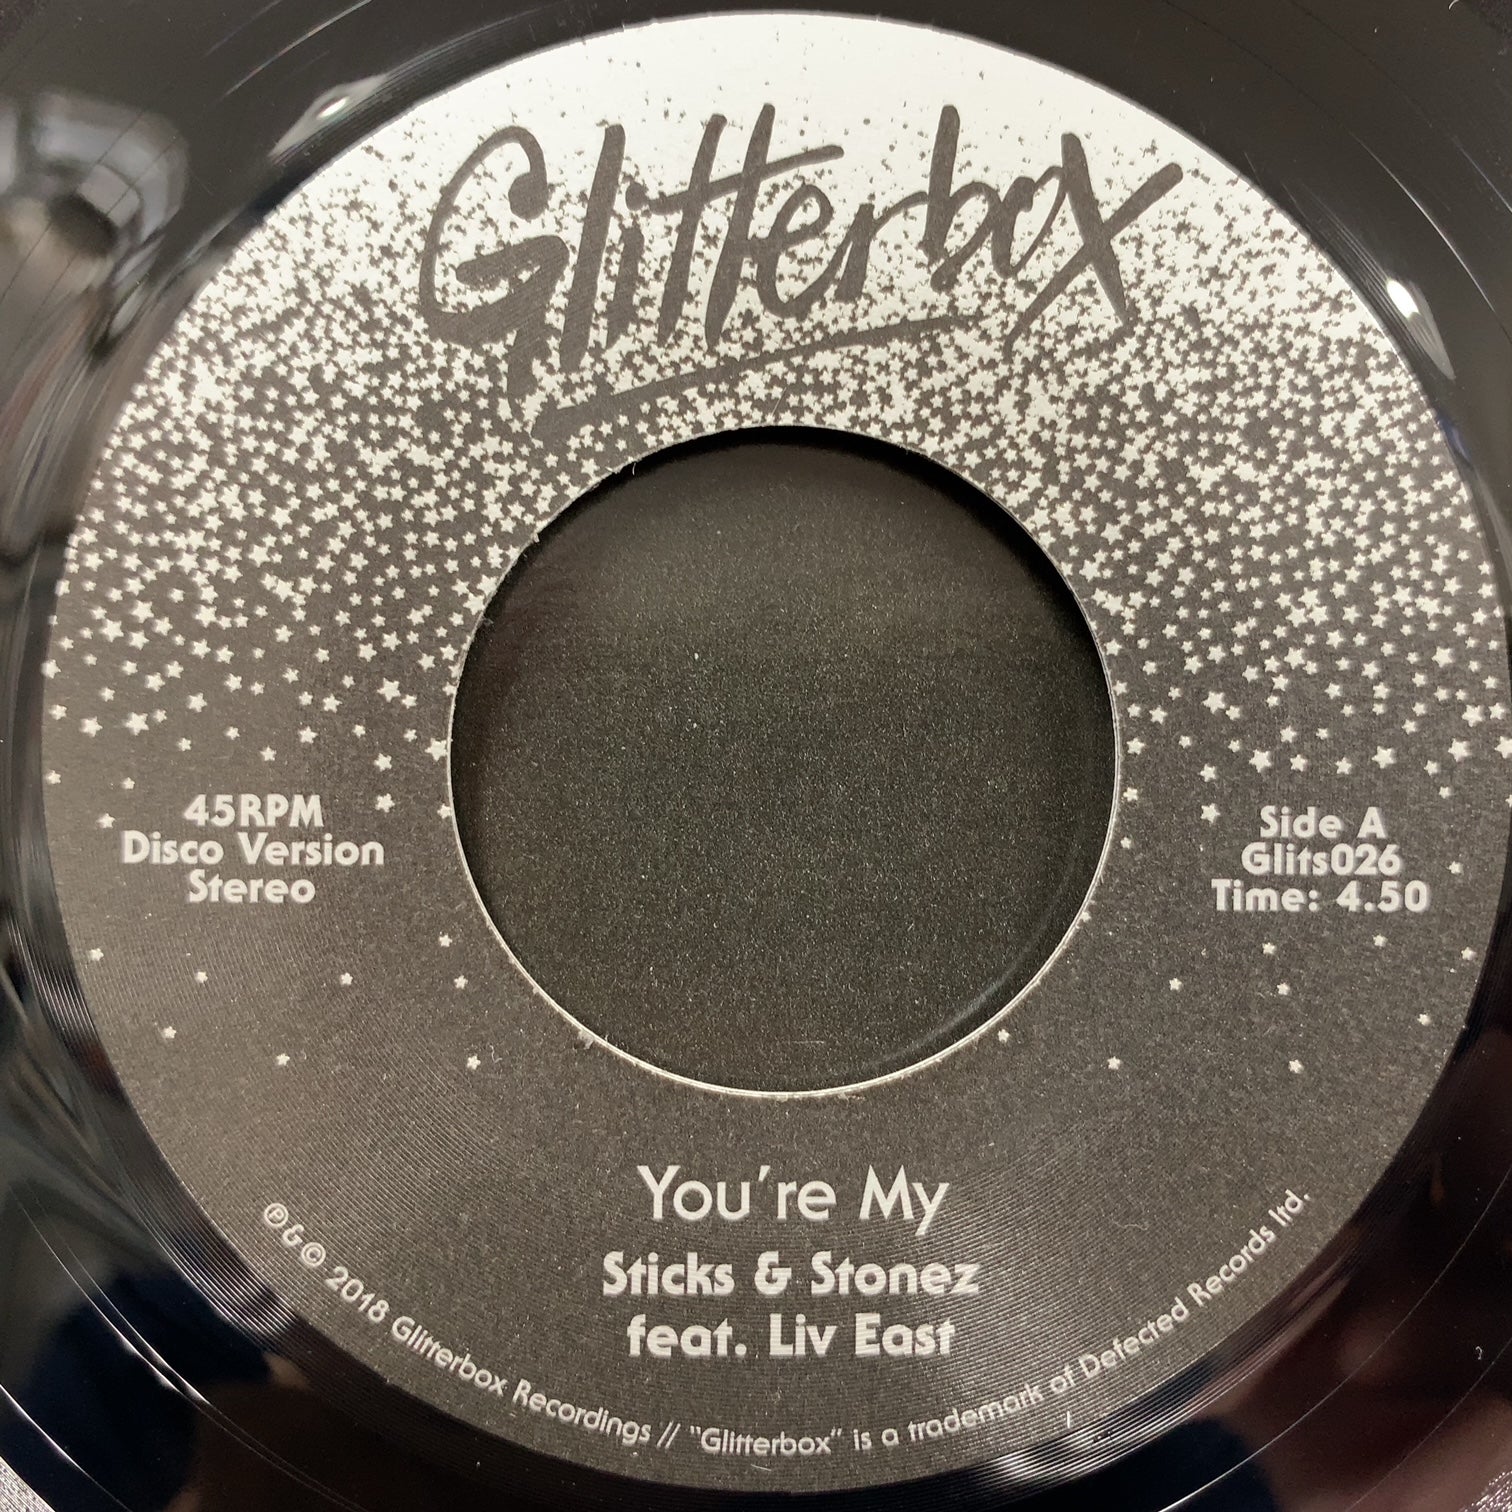 Glitterbox
45RPM
Disco Version
Stereo
Side A
Glits026
Time: 4.50
You're My
Sticks & Stonez
feat. Liv East
℗ & © 2018 Glitterbox Recordings // "Glitterbox" is a trademark of Defected Records ltd.